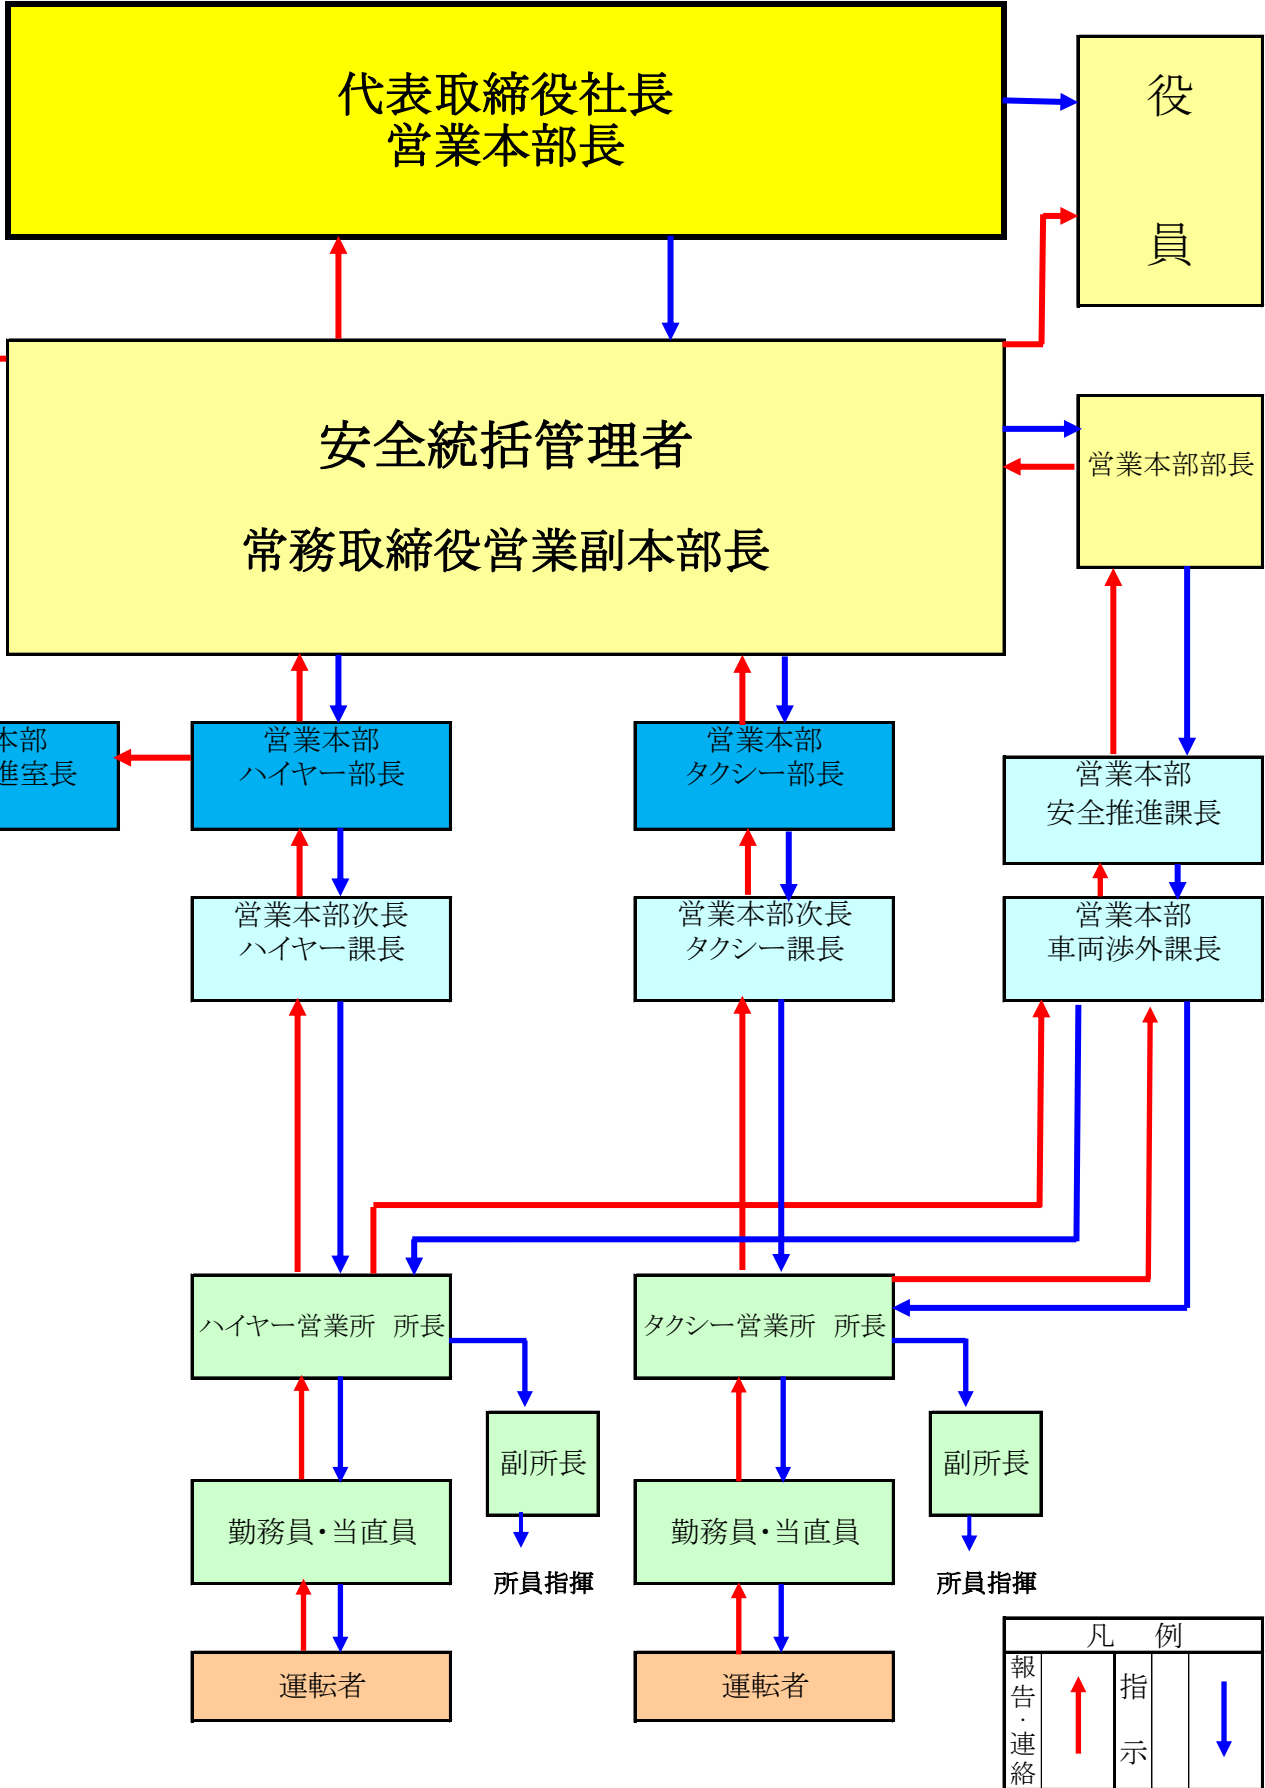 代表取締役社長
営業本部長
役
員
安全統括管理者
常務取締役営業副本部長
営業本部部長
本部
進室長
営業本部
ハイヤー部長
営業本部
タクシー部長
営業本部
安全推進課長
営業本部次長
ハイヤー課長
営業本部次長
タクシー課長
営業本部
車両渉外課長
ハイヤー営業所 所長
タクシー営業所 所長
副所長
副所長
勤務員・当直員
勤務員・当直員
所員指揮
所員指揮
運転者
運転者
凡 例
報告・連絡
指示